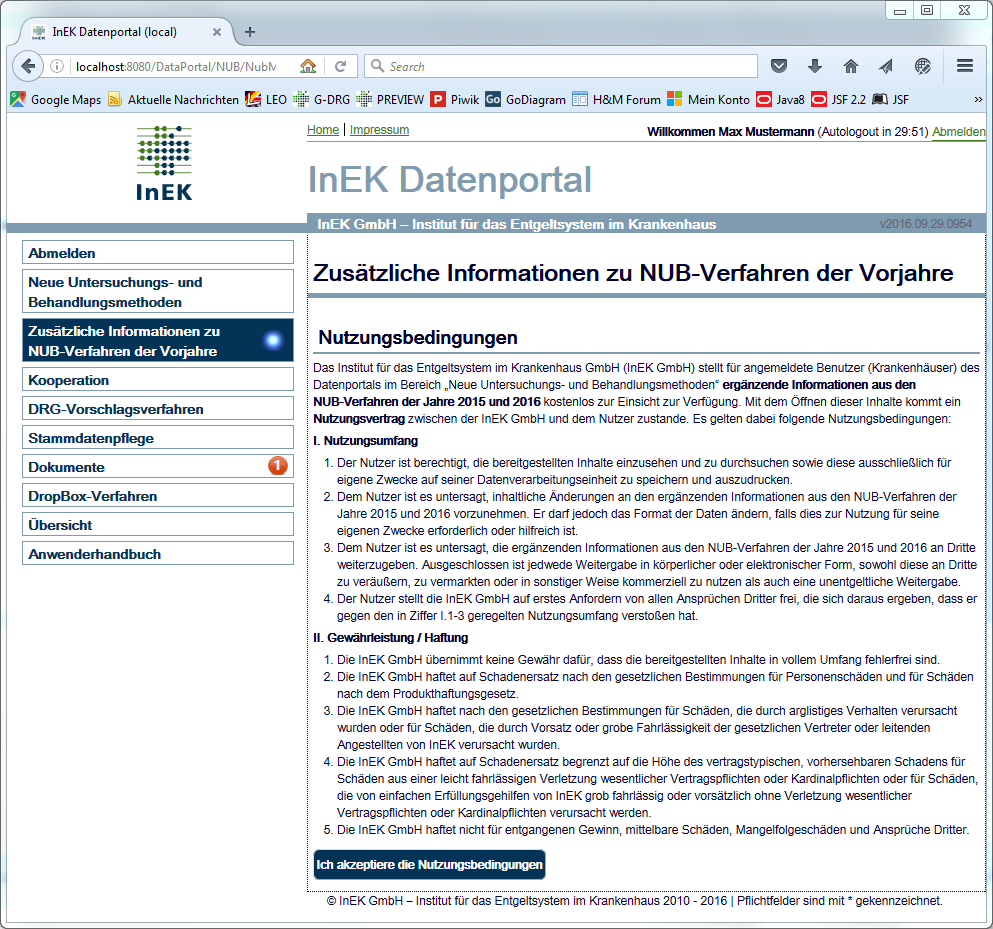 InEK Datenportal (local)
localhost:8080/DataPortal/NUB/NubM
Search
Google Maps Aktuelle Nachrichten LEO G-DRG PREVIEW Piwik GoDiagram H&M Forum Mein Konto Java8 JSF 2.2 JSF »
InEK
Home | Impressum
Willkommen Max Mustermann (Autologout in 29:51) Abmelden
InEK Datenportal
InEK GmbH – Institut für das Entgeltsystem im Krankenhaus
v2016.09.29.0954
Abmelden
Neue Untersuchungs- und
Behandlungsmethoden
Zusätzliche Informationen zu
NUB-Verfahren der Vorjahre
Kooperation
DRG-Vorschlagsverfahren
Stammdatenpflege
Dokumente 1
DropBox-Verfahren
Übersicht
Anwenderhandbuch
Zusätzliche Informationen zu NUB-Verfahren der Vorjahre
Nutzungsbedingungen
Das Institut für das Entgeltsystem im Krankenhaus GmbH (InEK GmbH) stellt für angemeldete Benutzer (Krankenhäuser) des
Datenportals im Bereich „Neue Untersuchungs- und Behandlungsmethoden“ ergänzende Informationen aus den
NUB-Verfahren der Jahre 2015 und 2016 kostenlos zur Einsicht zur Verfügung. Mit dem Öffnen dieser Inhalte kommt ein
Nutzungsvertrag zwischen der InEK GmbH und dem Nutzer zustande. Es gelten dabei folgende Nutzungsbedingungen:
I. Nutzungsumfang
1. Der Nutzer ist berechtigt, die bereitgestellten Inhalte einzusehen und zu durchsuchen sowie diese ausschließlich für
eigene Zwecke auf seiner Datenverarbeitungseinheit zu speichern und auszudrucken.
2. Dem Nutzer ist es untersagt, inhaltliche Änderungen an den ergänzenden Informationen aus den NUB-Verfahren der
Jahre 2015 und 2016 vorzunehmen. Er darf jedoch das Format der Daten ändern, falls dies zur Nutzung für seine
eigenen Zwecke erforderlich oder hilfreich ist.
3. Dem Nutzer ist es untersagt, die ergänzenden Informationen aus den NUB-Verfahren der Jahre 2015 und 2016 an Dritte
weiterzugeben. Ausgeschlossen ist jedwede Weitergabe in körperlicher oder elektronischer Form, sowohl diese an Dritte
zu veräußern, zu vermarkten oder in sonstiger Weise kommerziell zu nutzen als auch eine unentgeltliche Weitergabe.
4. Der Nutzer stellt die InEK GmbH auf erstes Anfordern von allen Ansprüchen Dritter frei, die sich daraus ergeben, dass er
gegen den in Ziffer I.1-3 geregelten Nutzungsumfang verstoßen hat.
II. Gewährleistung / Haftung
1. Die InEK GmbH übernimmt keine Gewähr dafür, dass die bereitgestellten Inhalte in vollem Umfang fehlerfrei sind.
2. Die InEK GmbH haftet auf Schadenersatz nach den gesetzlichen Bestimmungen für Personenschäden und für Schäden
nach dem Produkthaftungsgesetz.
3. Die InEK GmbH haftet nach den gesetzlichen Bestimmungen für Schäden, die durch arglistiges Verhalten verursacht
wurden oder für Schäden, die durch Vorsatz oder grobe Fahrlässigkeit der gesetzlichen Vertreter oder leitenden
Angestellten von InEK verursacht wurden.
4. Die InEK GmbH haftet auf Schadensersatz begrenzt auf die Höhe des vertragstypischen, vorhersehbaren Schadens für
Schäden aus einer leicht fahrlässigen Verletzung wesentlicher Vertragspflichten oder Kardinalpflichten oder für Schäden,
die von einfachen Erfüllungsgehilfen von InEK grob fahrlässig oder vorsätzlich ohne Verletzung wesentlicher
Vertragspflichten oder Kardinalpflichten verursacht werden.
5. Die InEK GmbH haftet nicht für entgangenen Gewinn, mittelbare Schäden, Mangelfolgeschäden und Ansprüche Dritter.
Ich akzeptiere die Nutzungsbedingungen
© InEK GmbH – Institut für das Entgeltsystem im Krankenhaus 2010 - 2016 | Pflichtfelder sind mit * gekennzeichnet.